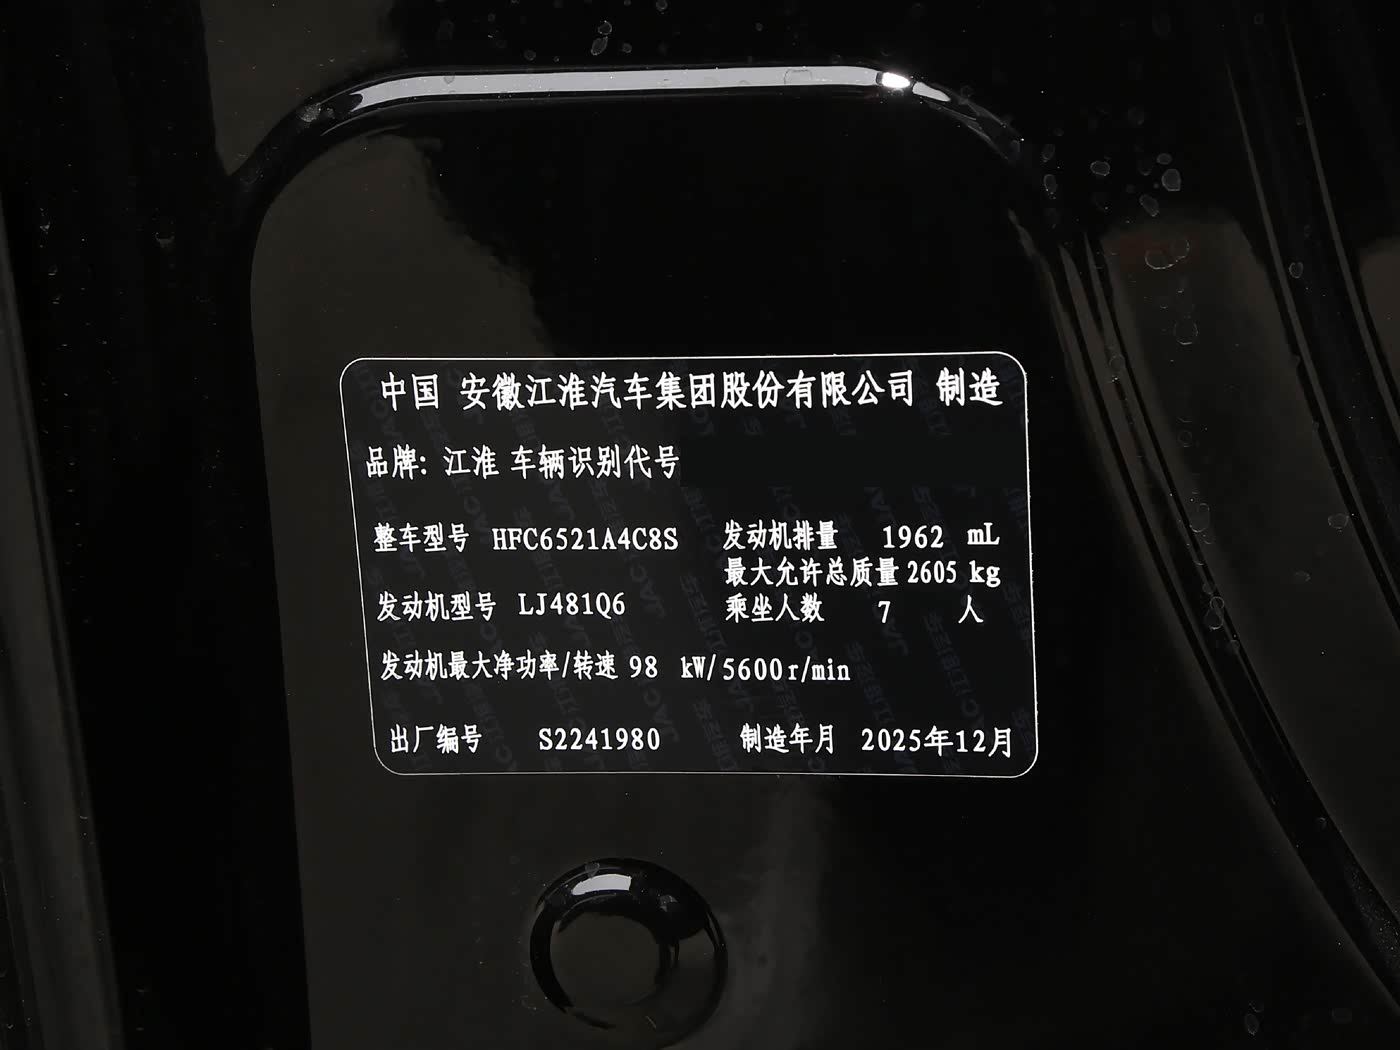 中国 安徽江淮汽车集团股份有限公司 制造
品牌: 江淮 车辆识别代号
整车型号 HFC6521A4C8S 发动机排量 1962 mL
最大允许总质量 2605 kg
发动机型号 LJ481Q6 乘坐人数 7 人
发动机最大净功率/转速 98 kW/5600r/min
出厂编号 S2241980 制造年月 2025年12月